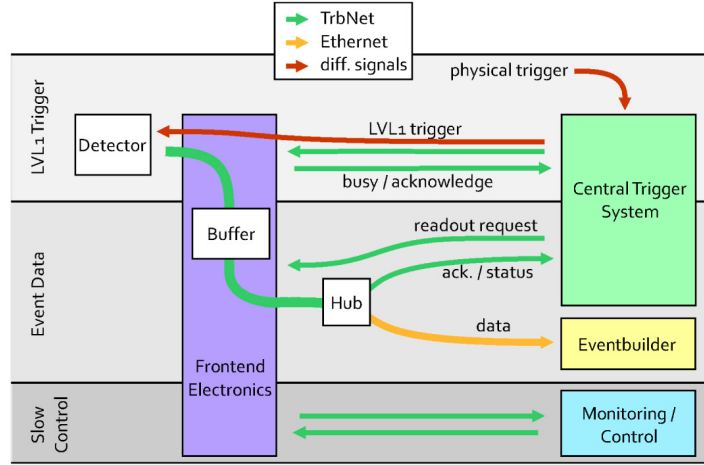 TrbNet
Ethernet
diff. signals
physical trigger
LVL1 Trigger
Detector
LVL1 trigger
busy / acknowledge
Central Trigger
System
Event Data
Buffer
readout request
ack. / status
Hub
data
Eventbuilder
Frontend
Electronics
Slow
Control
Monitoring /
Control